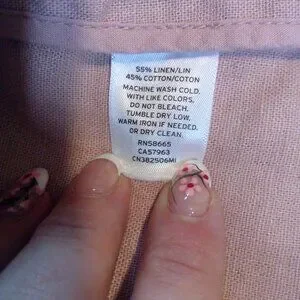 55% LINEN/LIN
45% COTTON/COTON
MACHINE WASH COLD.
WITH LIKE COLORS,
DO NOT BLEACH.
TUMBLE DRY LOW,
WARM IRON IF NEEDED.
OR DRY CLEAN.
RN58665
CA57963
CN382506MI